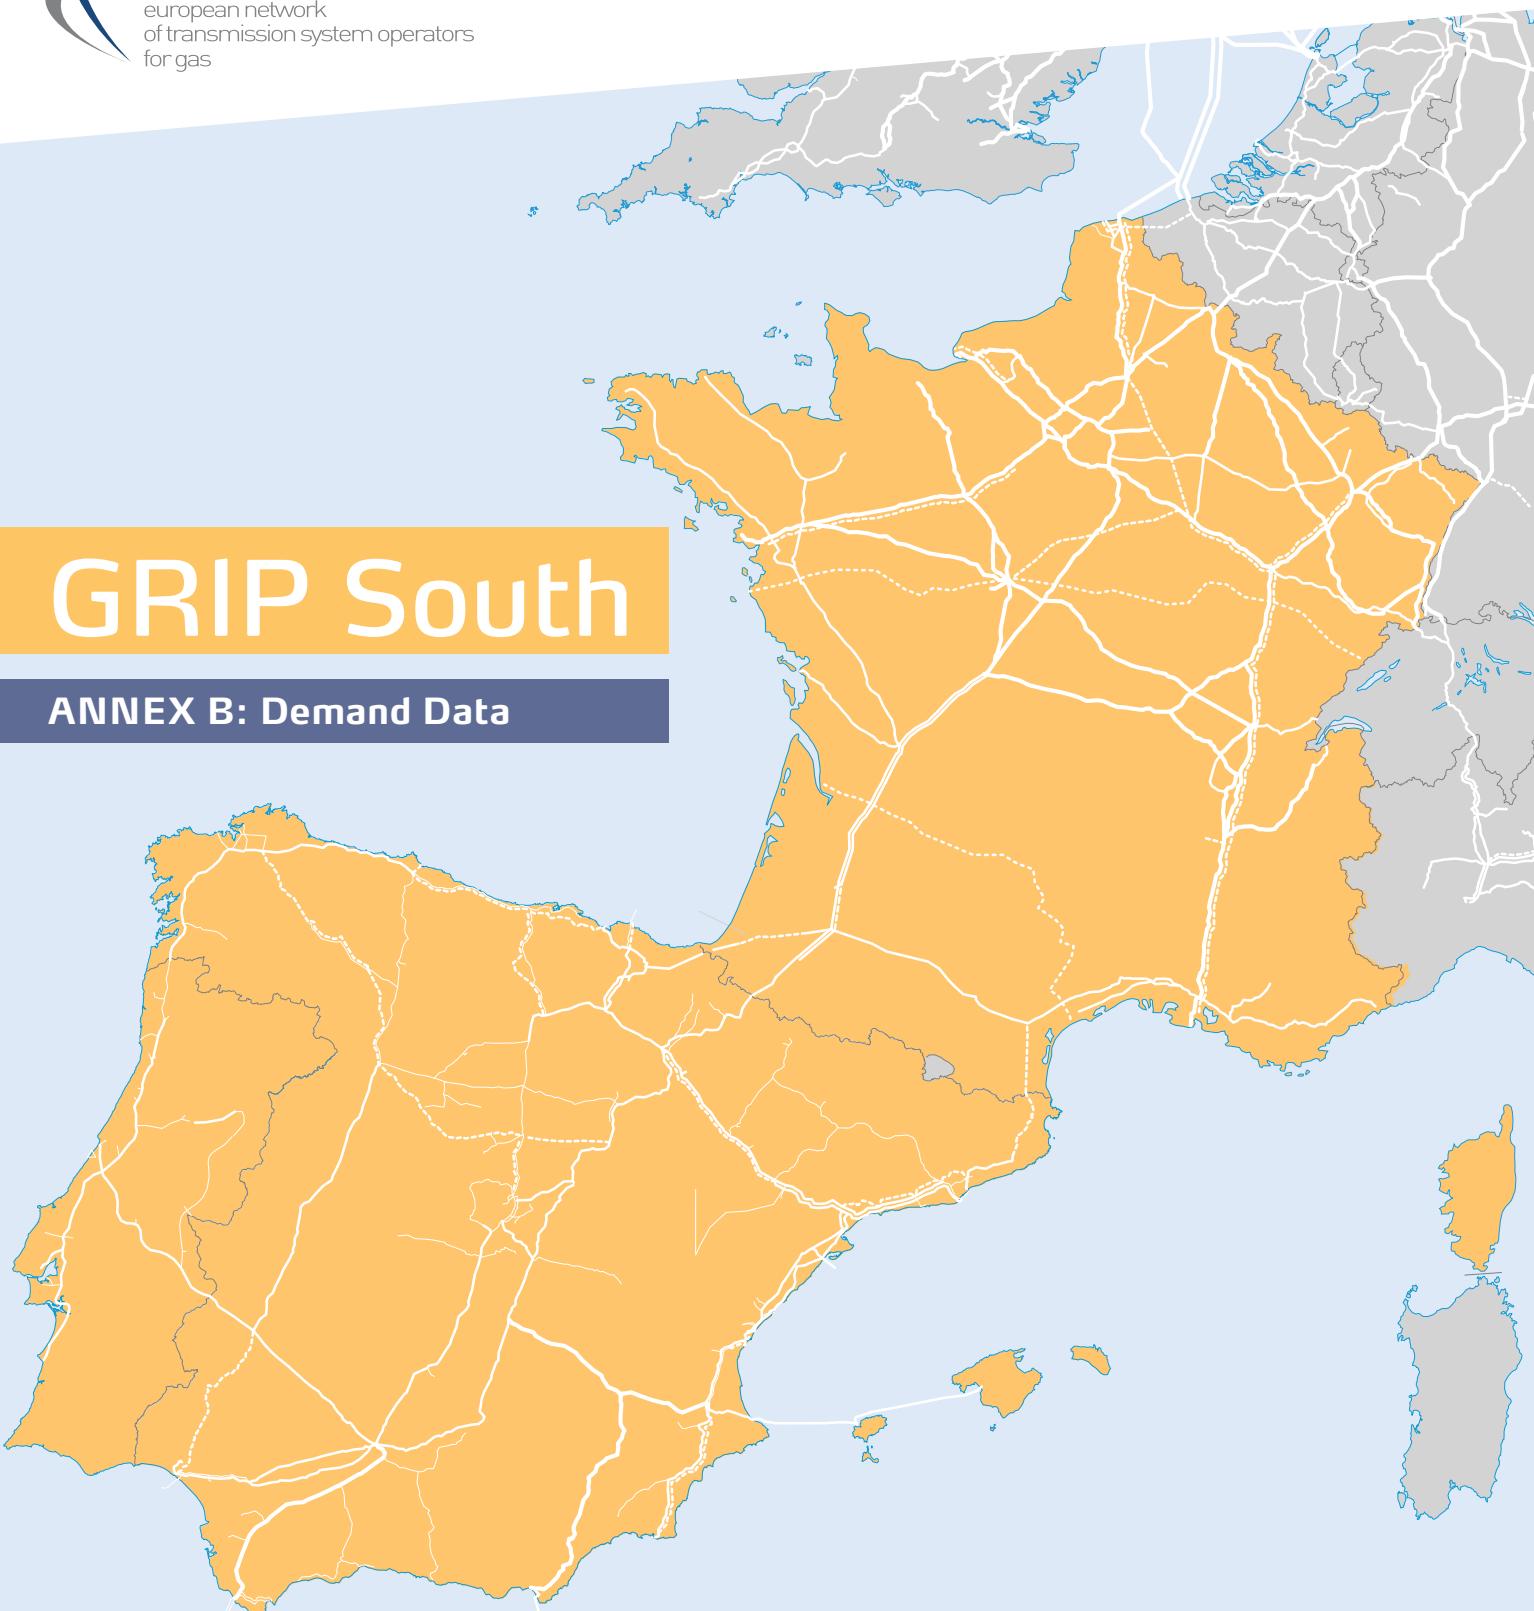 european network
of transmission system operators
for gas
GRIP South
ANNEX B: Demand Data